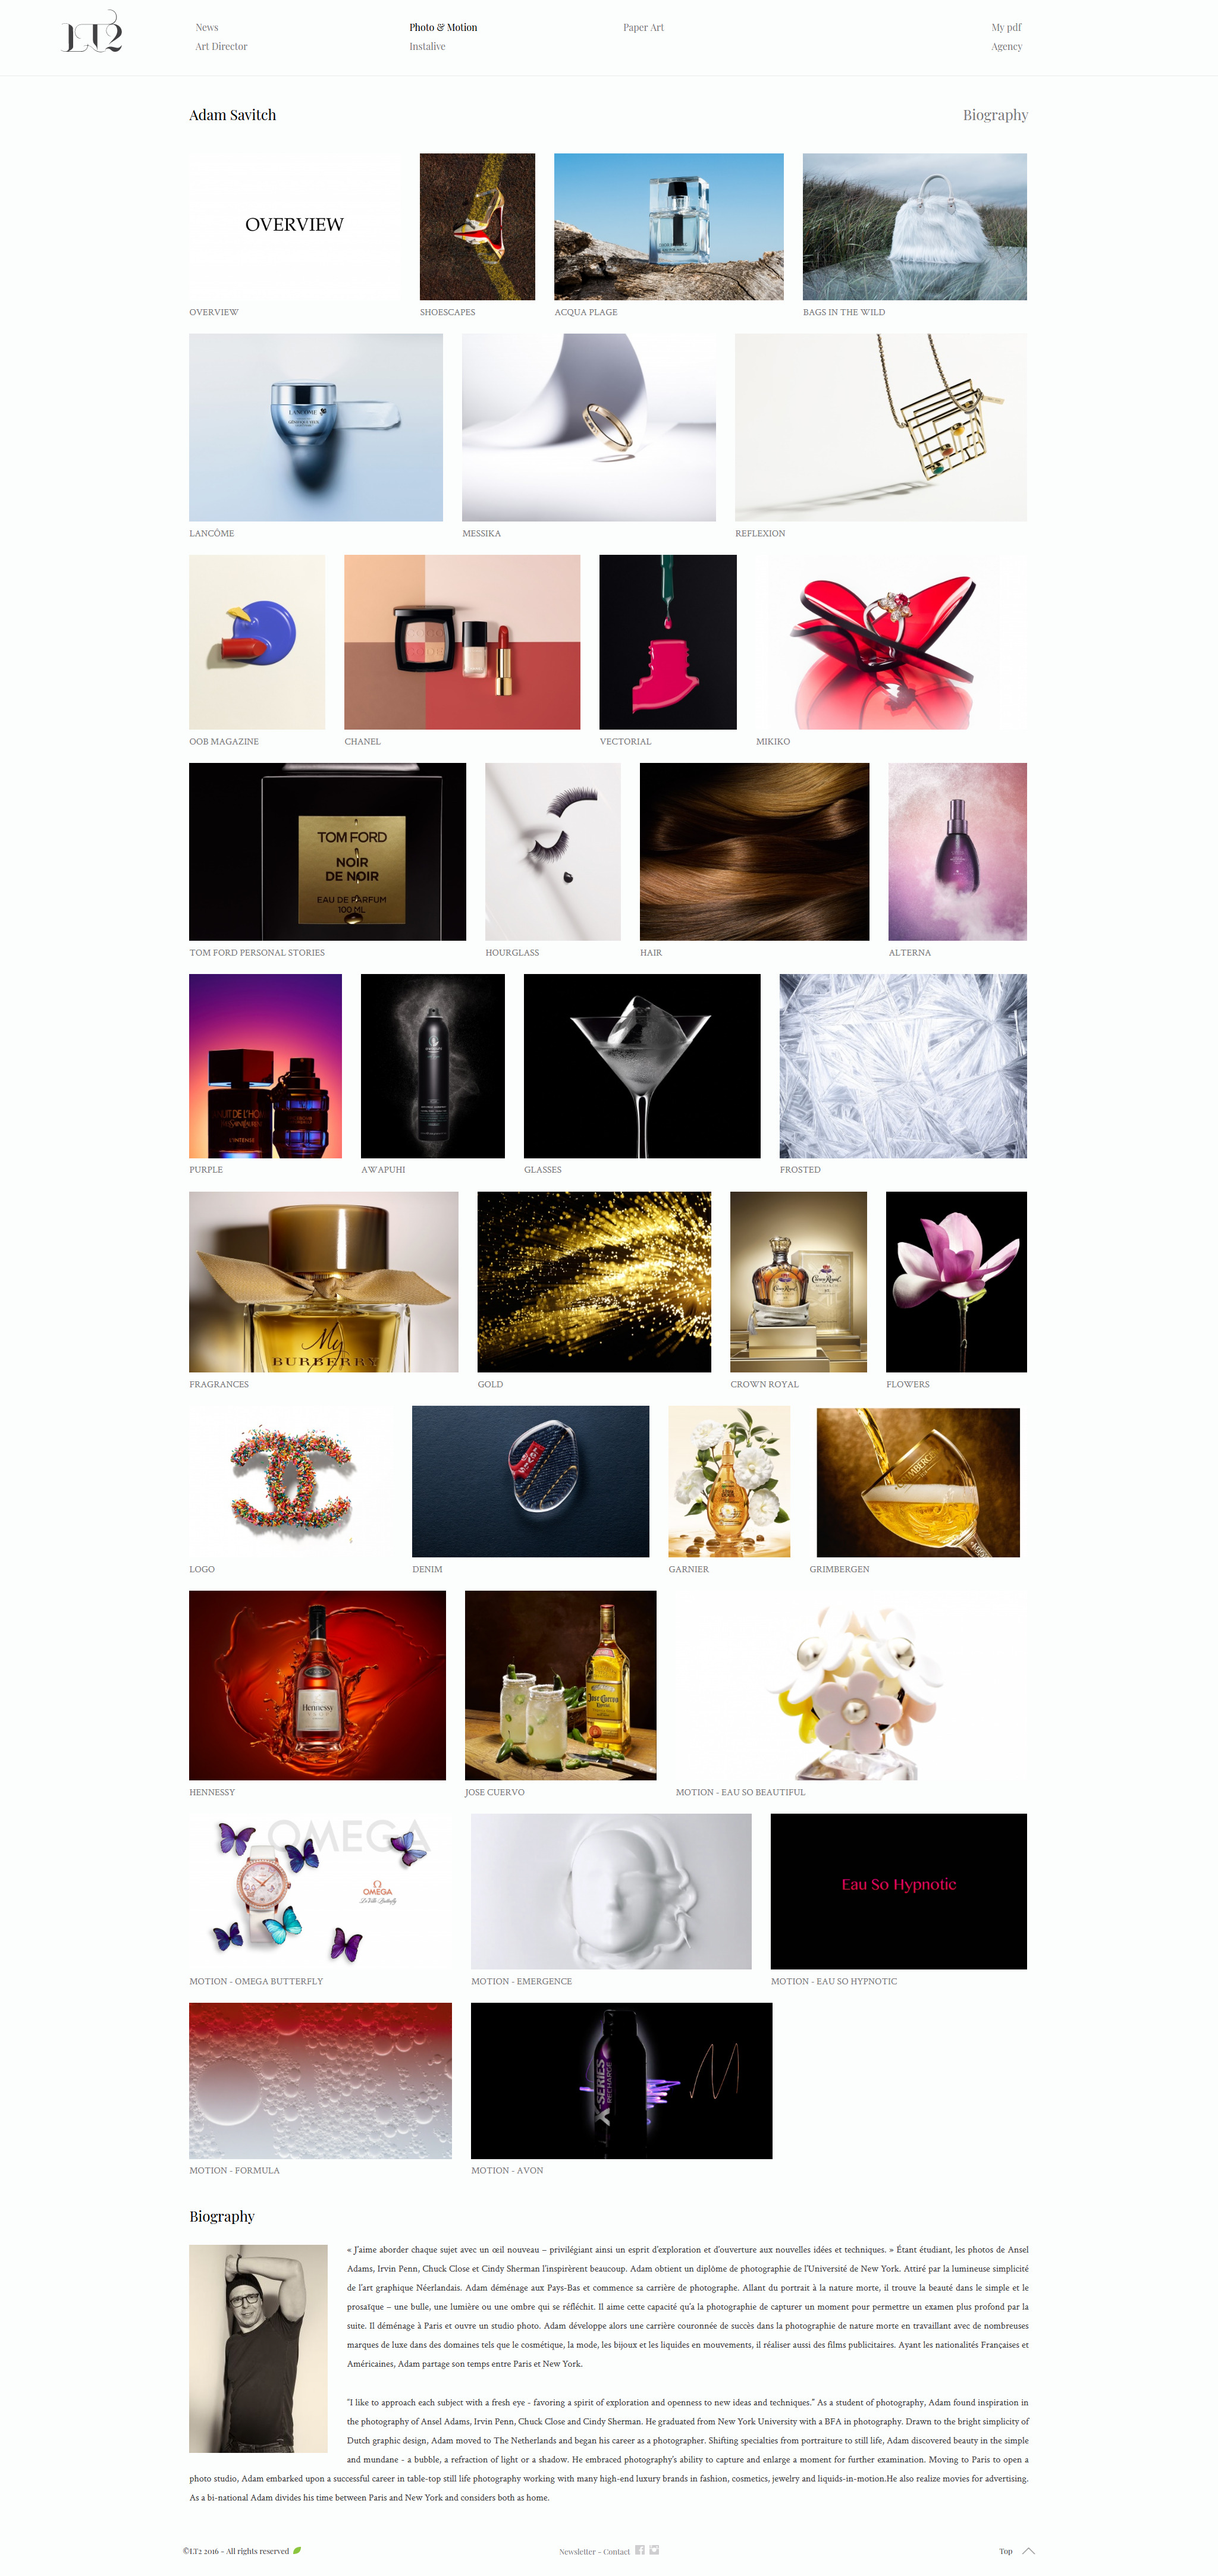 LT2
News
Photo & Motion
Paper Art
My pdf
Art Director
Instalive
Agency
Adam Savitch
Biography
OVERVIEW
OVERVIEW
SHOESCAPES
ACQUA PLAGE
BAGS IN THE WILD
LANCÔME
LANCÔME
MESSIKA
REFLEXION
OOB MAGAZINE
CHANEL
VECTORIAL
MIKIKO
TOM FORD
NOIR
DE NOIR
EAU DE PARFUM
100 ML
TOM FORD PERSONAL STORIES
HOURGLASS
HAIR
ALTERNA
L'INTENSE
PURPLE
AWAPUHI
GLASSES
FROSTED
My
BURBERRY
FRAGRANCES
GOLD
Crown Royal
CROWN ROYAL
FLOWERS
LOGO
DENIM
GARNIER
GRIMBERGEN
Hennessy
HENNESSY
Jose Cuervo
JOSE CUERVO
MOTION - EAU SO BEAUTIFUL
OMEGA
Ω
OMEGA
MOTION - OMEGA BUTTERFLY
MOTION - EMERGENCE
Eau So Hypnotic
MOTION - EAU SO HYPNOTIC
MOTION - FORMULA
X-SERIES
RECHARGE
MOTION - AVON
Biography
« J'aime aborder chaque sujet avec un œil nouveau – privilégiant ainsi un esprit d'exploration et d'ouverture aux nouvelles idées et techniques. » Étant étudiant, les photos de Ansel
Adams, Irvin Penn, Chuck Close et Cindy Sherman l'inspirèrent beaucoup. Adam obtient un diplôme de photographie de l'Université de New York. Attiré par la lumineuse simplicité
de l'art graphique Néerlandais. Adam déménage aux Pays-Bas et commence sa carrière de photographe. Allant du portrait à la nature morte, il trouve la beauté dans le simple et le
prosaïque – une bulle, une lumière ou une ombre qui se réfléchit. Il aime cette capacité qu'a la photographie de capturer un moment pour permettre un examen plus profond par la
suite. Il déménage à Paris et ouvre un studio photo. Adam développe alors une carrière couronnée de succès dans la photographie de nature morte en travaillant avec de nombreuses
marques de luxe dans des domaines tels que le cosmétique, la mode, les bijoux et les liquides en mouvements, il réaliser aussi des films publicitaires. Ayant les nationalités Françaises et
Américaines, Adam partage son temps entre Paris et New York.
"I like to approach each subject with a fresh eye - favoring a spirit of exploration and openness to new ideas and techniques." As a student of photography, Adam found inspiration in
the photography of Ansel Adams, Irvin Penn, Chuck Close and Cindy Sherman. He graduated from New York University with a BFA in photography. Drawn to the bright simplicity of
Dutch graphic design, Adam moved to The Netherlands and began his career as a photographer. Shifting specialties from portraiture to still life, Adam discovered beauty in the simple
and mundane - a bubble, a refraction of light or a shadow. He embraced photography's ability to capture and enlarge a moment for further examination. Moving to Paris to open a
photo studio, Adam embarked upon a successful career in table-top still life photography working with many high-end luxury brands in fashion, cosmetics, jewelry and liquids-in-motion.He also realize movies for advertising.
As a bi-national Adam divides his time between Paris and New York and considers both as home.
©LT2 2016 - All rights reserved
Newsletter - Contact
Top